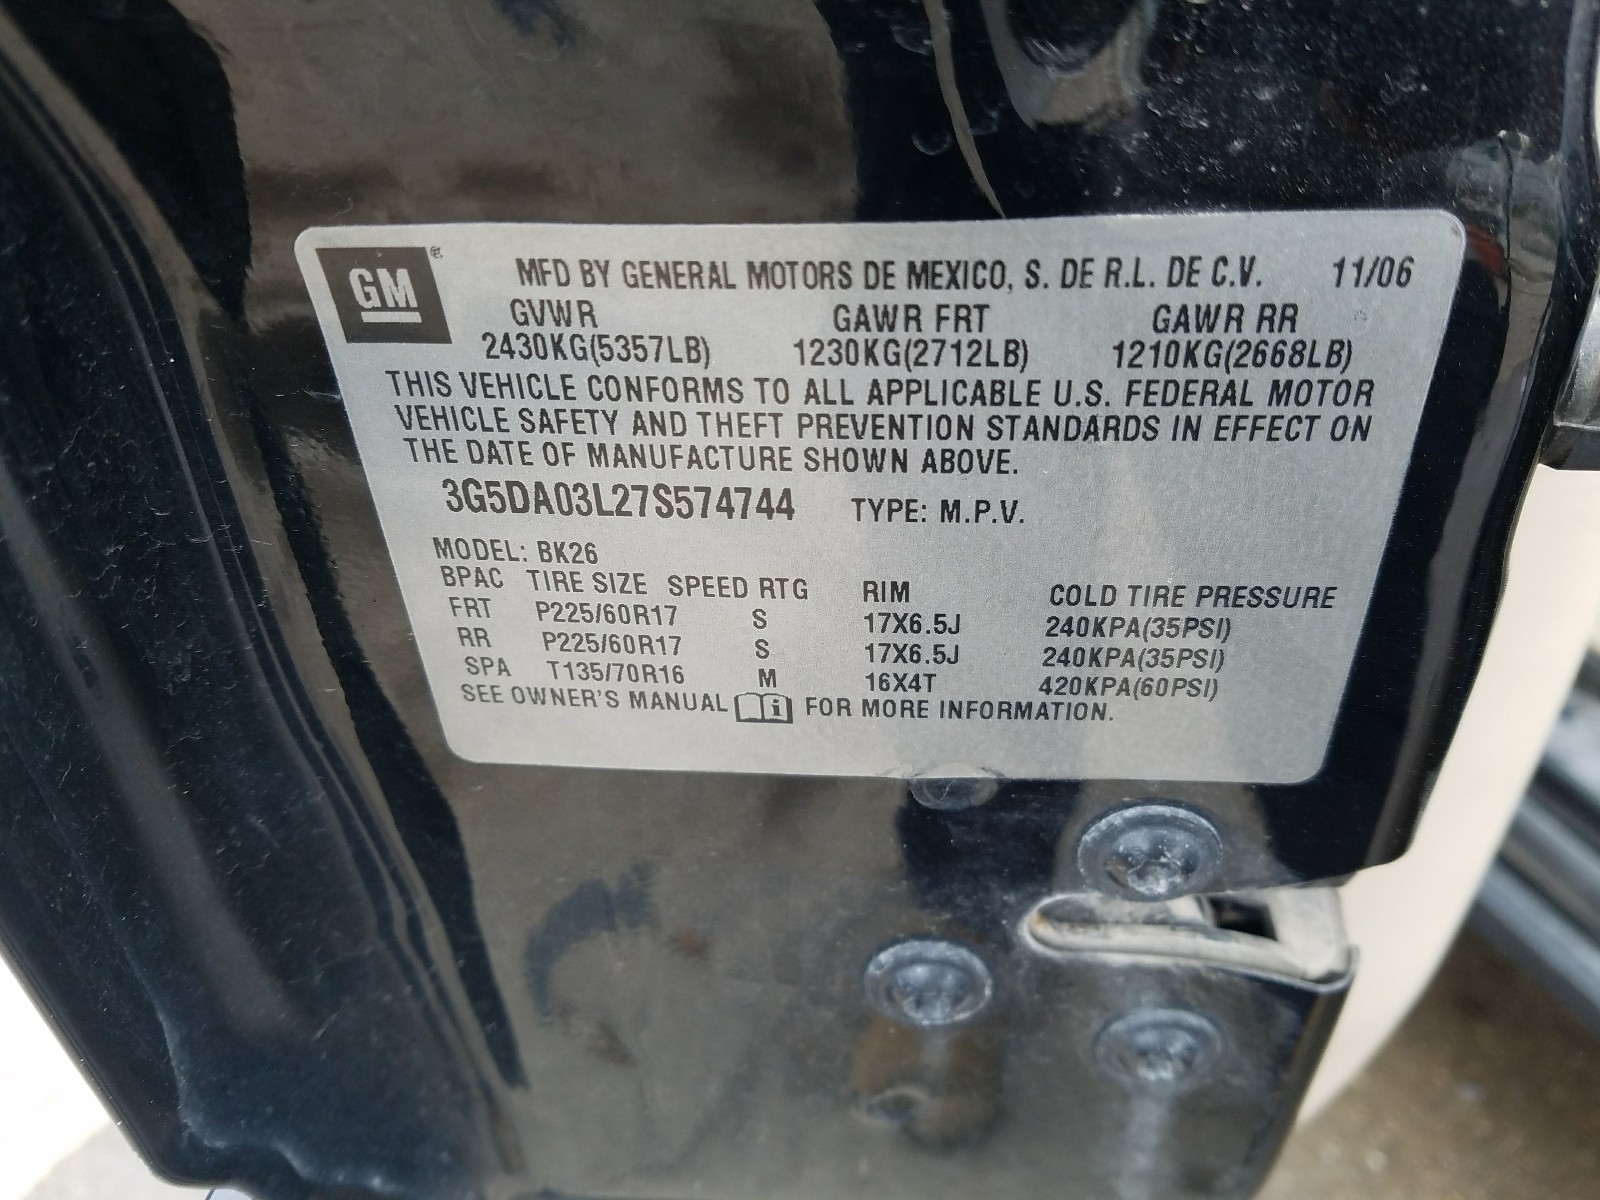 GM®
MFD BY GENERAL MOTORS DE MEXICO, S. DE R.L. DE C.V. 11/06
GVWR GAWR FRT GAWR RR
2430KG(5357LB) 1230KG(2712LB) 1210KG(2668LB)
THIS VEHICLE CONFORMS TO ALL APPLICABLE U.S. FEDERAL MOTOR
VEHICLE SAFETY AND THEFT PREVENTION STANDARDS IN EFFECT ON
THE DATE OF MANUFACTURE SHOWN ABOVE.
3G5DA03L27S574744 TYPE: M.P.V.
MODEL: BK26
BPAC TIRE SIZE SPEED RTG RIM COLD TIRE PRESSURE
FRT P225/60R17 S 17X6.5J 240KPA(35PSI)
RR P225/60R17 S 17X6.5J 240KPA(35PSI)
SPA T135/70R16 M 16X4T 420KPA(60PSI)
SEE OWNER'S MANUAL i FOR MORE INFORMATION.